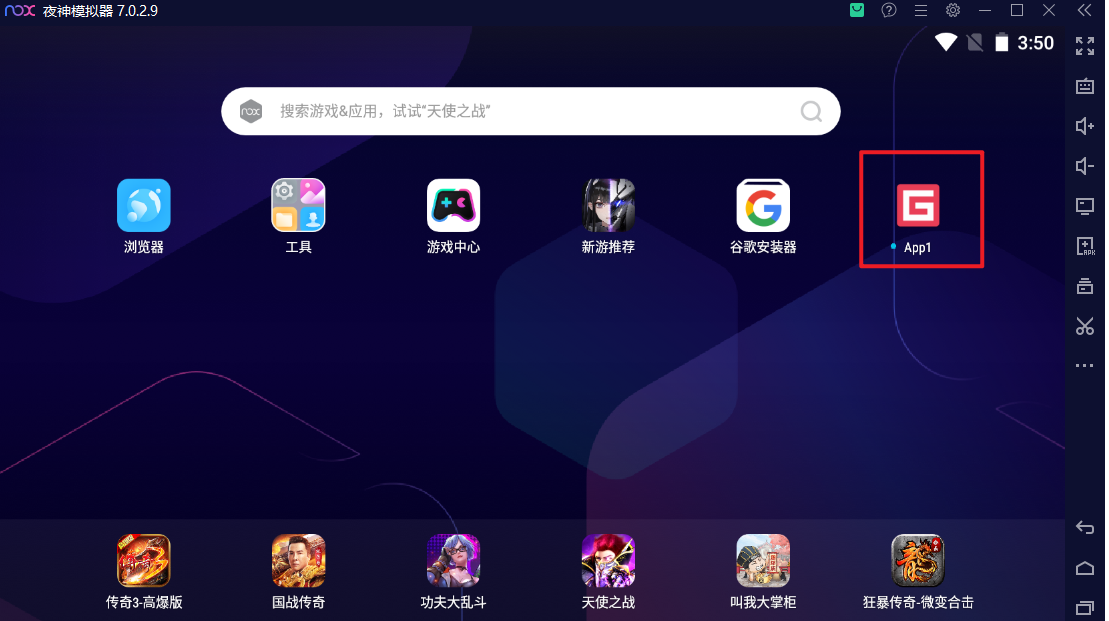 nox 夜神模拟器 7.0.2.9
3:50
nox 搜索游戏&应用，试试“天使之战”
浏览器
工具
游戏中心
新游推荐
谷歌安装器
App1
APK
传奇3-高爆版
国战传奇
功夫大乱斗
天使之战
叫我大掌柜
狂暴传奇-微变合击